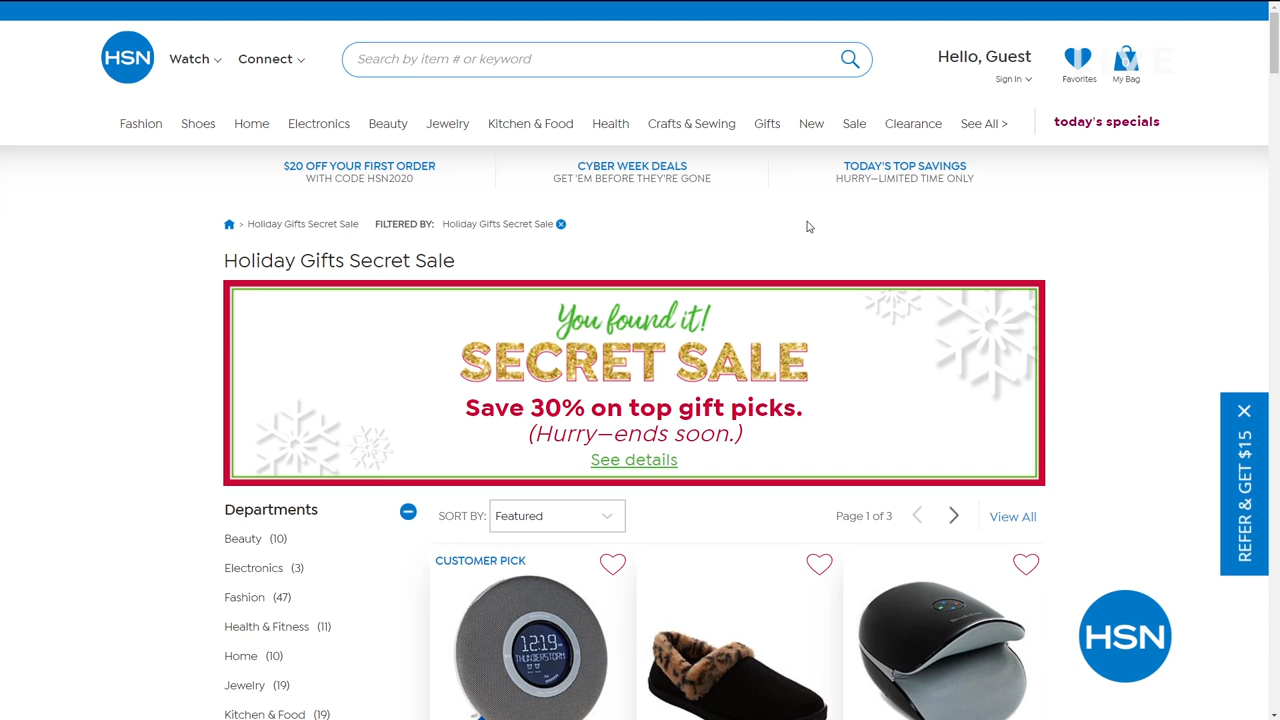 HSN
Watch
Connect
Search by item # or keyword
Hello, Guest
Sign In
Favorites
0
My Bag
Fashion
Shoes
Home
Electronics
Beauty
Jewelry
Kitchen & Food
Health
Crafts & Sewing
Gifts
New
Sale
Clearance
See All >
today's specials
$20 OFF YOUR FIRST ORDER
WITH CODE HSN2020
CYBER WEEK DEALS
GET 'EM BEFORE THEY'RE GONE
TODAY'S TOP SAVINGS
HURRY—LIMITED TIME ONLY
> Holiday Gifts Secret Sale
FILTERED BY: Holiday Gifts Secret Sale
Holiday Gifts Secret Sale
You found it!
SECRET SALE
Save 30% on top gift picks.
(Hurry—ends soon.)
See details
REFER & GET $15
Departments
SORT BY: Featured
Page 1 of 3
View All
Beauty (10)
Electronics (3)
Fashion (47)
Health & Fitness (11)
Home (10)
Jewelry (19)
Kitchen & Food (19)
CUSTOMER PICK
12:19
THUNDERSTORM
HSN